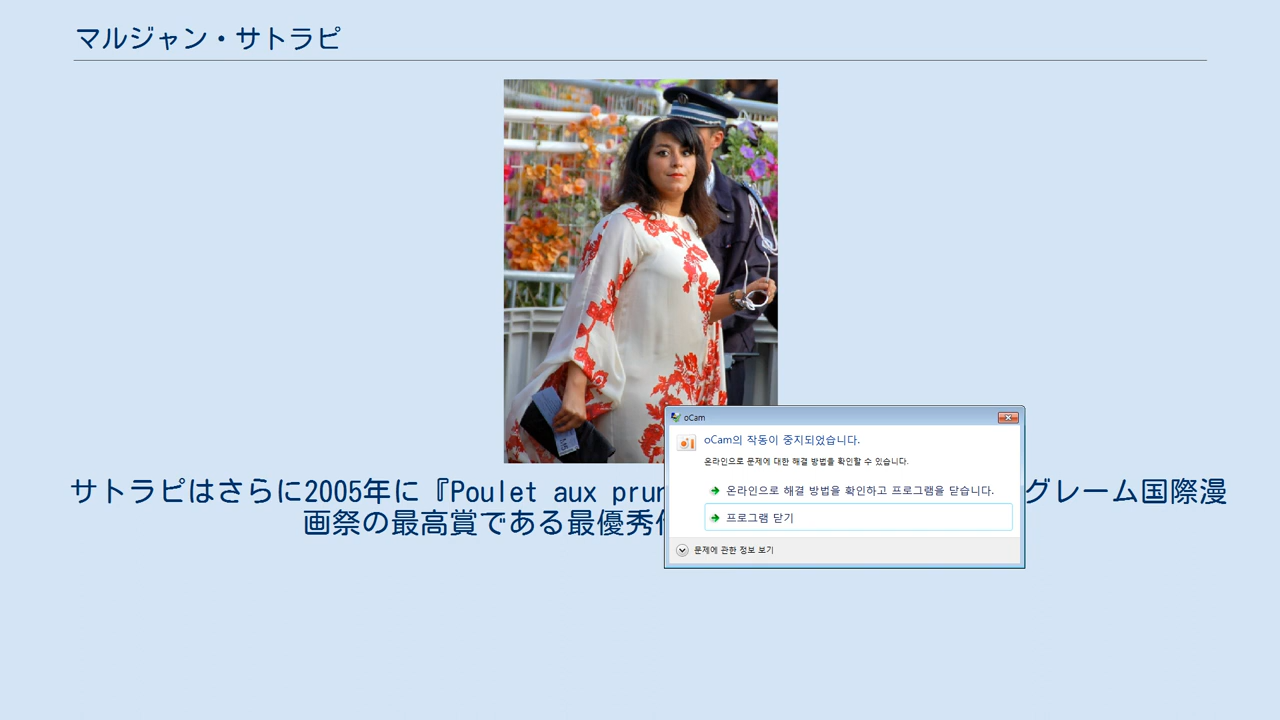 マルジャン・サトラピ
サトラピはさらに2005年に『Poulet aux
グレーム国際漫
画祭の最高賞である最優秀
oCam
oCam의 작동이 중지되었습니다.
온라인으로 문제에 대한 해결 방법을 확인할 수 있습니다.
온라인으로 해결 방법을 확인하고 프로그램을 닫습니다.
프로그램 닫기
문제에 관한 정보 보기